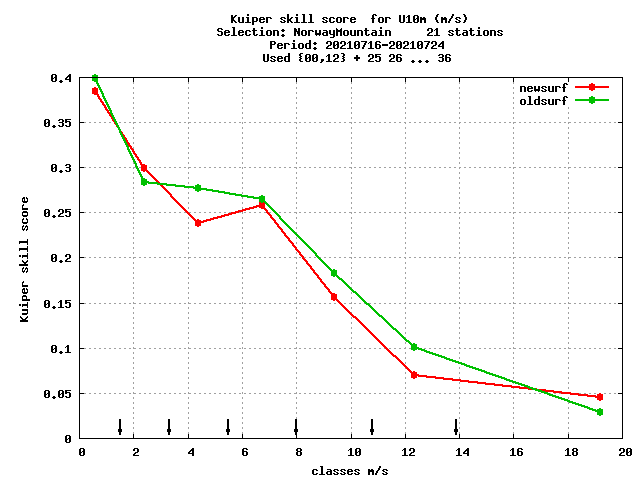 Kuiper skill score  for U10m (m/s)
Selection: NorwayMountain     21 stations
Period: 20210716-20210724
Used {00,12} + 25 26 ... 36
newsurf
oldsurf
0.4
0.35
0.3
0.25
0.2
0.15
0.1
0.05
0
Kuiper skill score
0 2 4 6 8 10 12 14 16 18 20
classes m/s